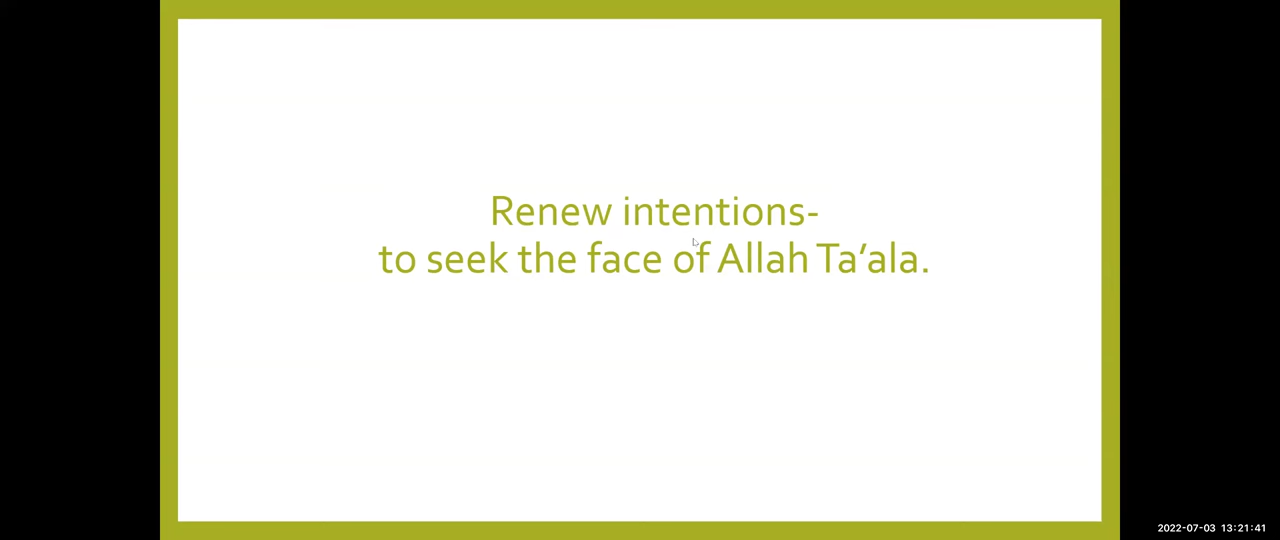 Renew intentions-
to seek the face of Allah Ta’ala.
2022-07-03 13:21:41